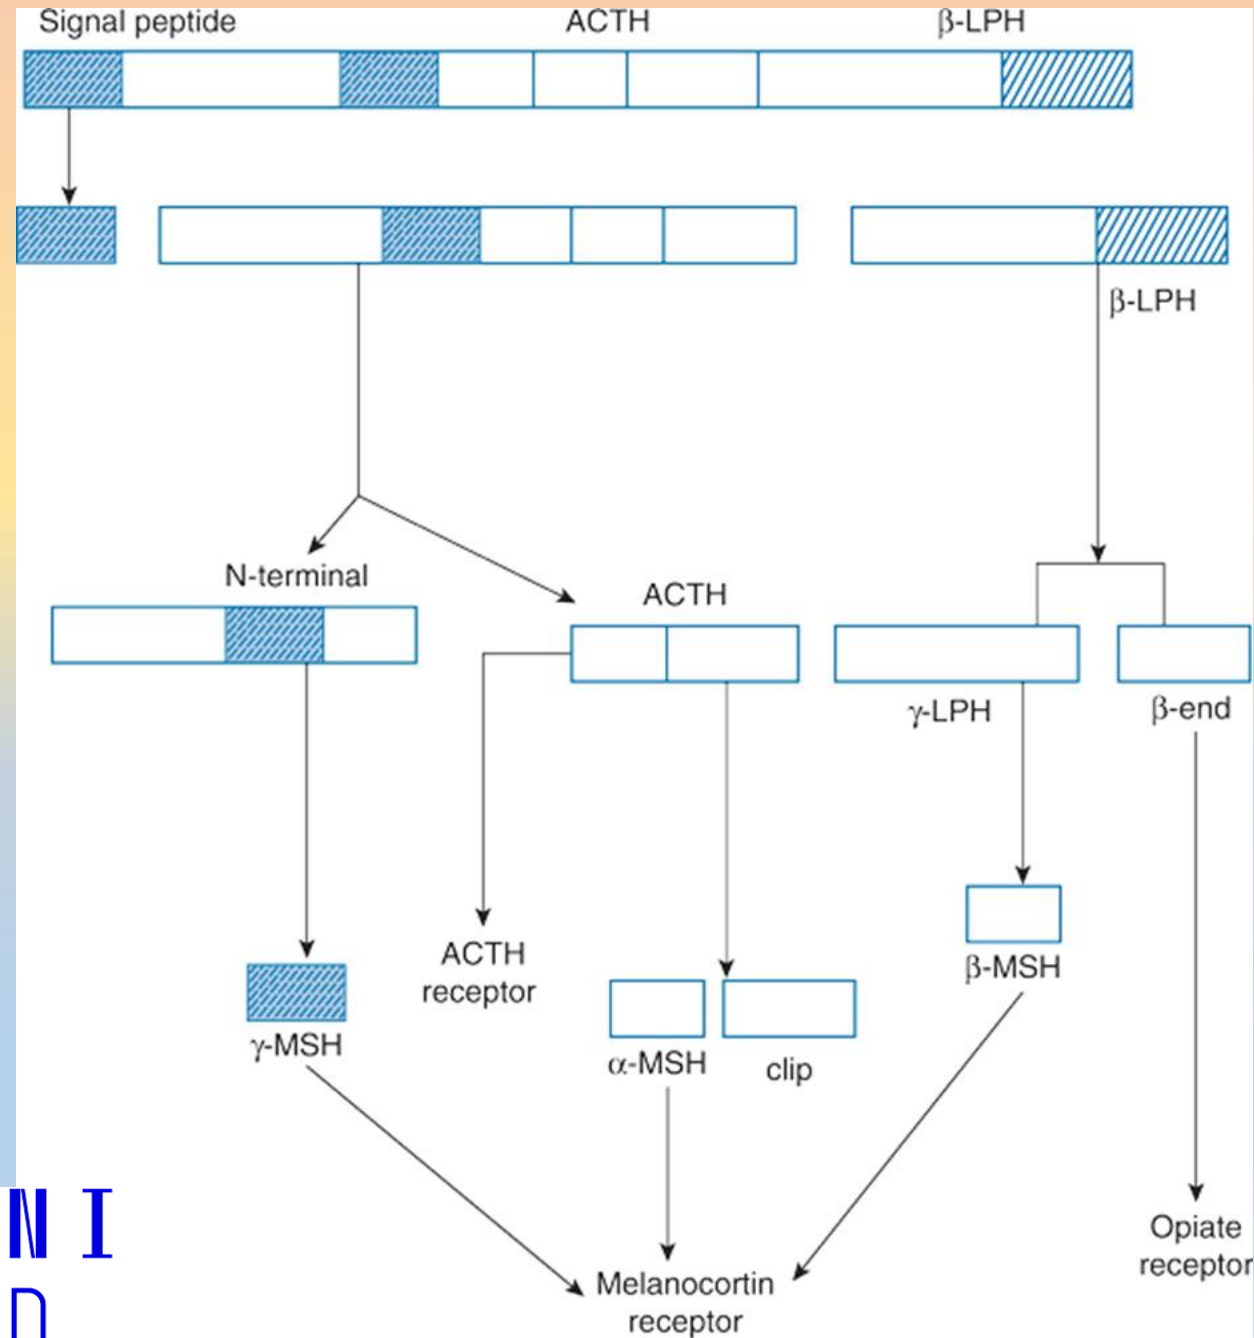 Signal peptide
ACTH
β-LPH
β-LPH
N-terminal
ACTH
γ-LPH
β-end
ACTH
receptor
β-MSH
γ-MSH
α-MSH
clip
Opiate
receptor
Melanocortin
receptor
N I